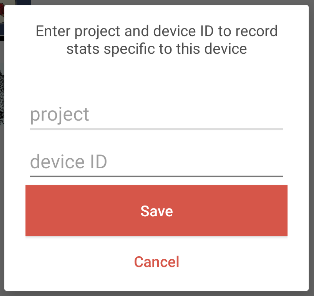 Enter project and device ID to record
stats specific to this device
project
device ID
Save
Cancel